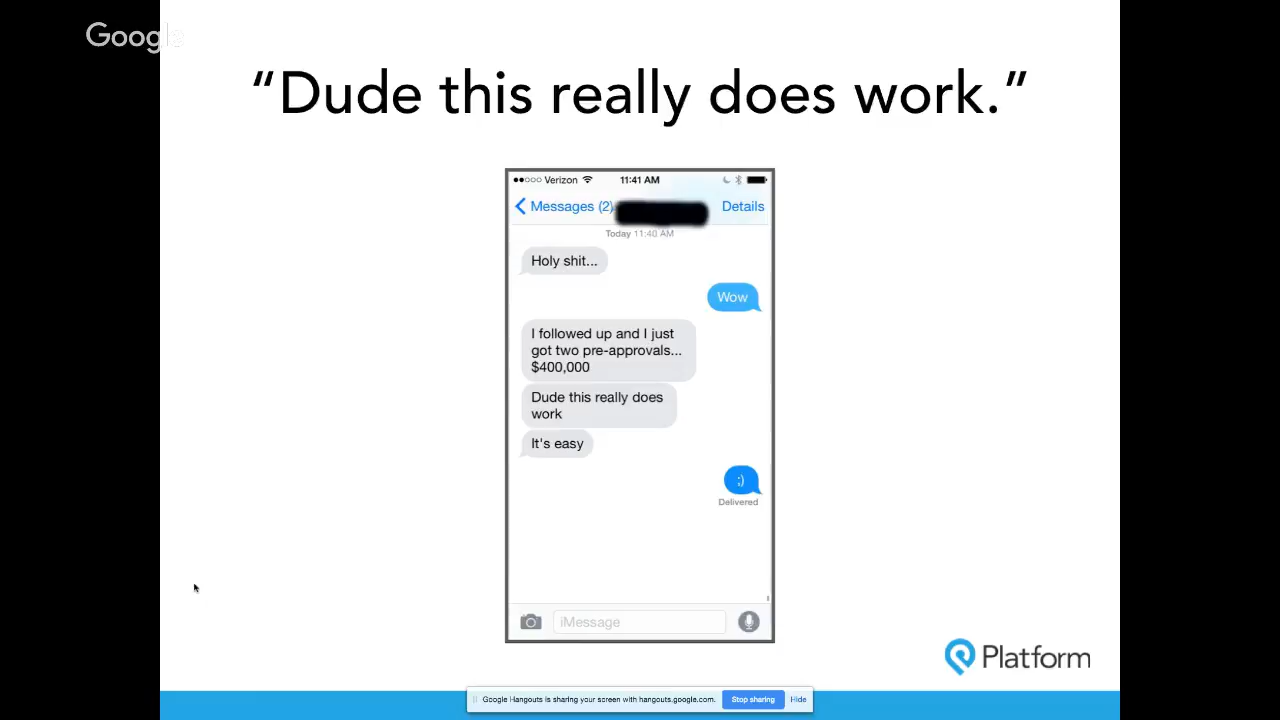 Google
“Dude this really does work.”
Verizon 11:41 AM
Messages (2) Details
Today 11:40 AM
Holy shit...
Wow
I followed up and I just
got two pre-approvals...
$400,000
Dude this really does
work
It's easy
;)
Delivered
iMessage
Platform
Google Hangouts is sharing your screen with hangouts.google.com. Stop sharing Hide